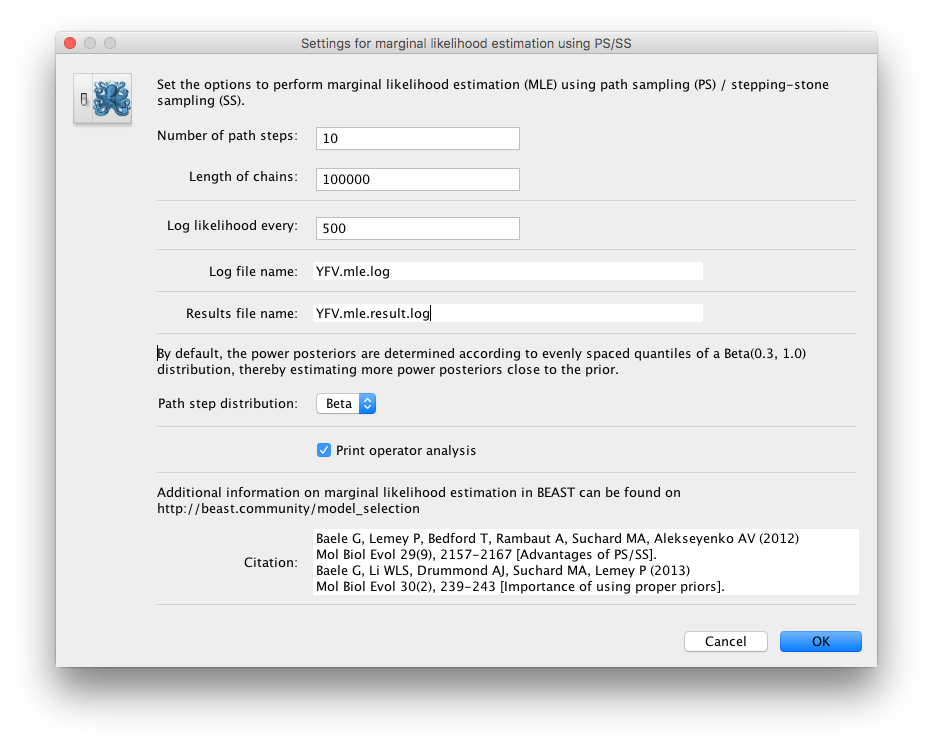 Settings for marginal likelihood estimation using PS/SS
Set the options to perform marginal likelihood estimation (MLE) using path sampling (PS) / stepping-stone
sampling (SS).
Number of path steps: 10
Length of chains: 100000
Log likelihood every: 500
Log file name: YFV.mle.log
Results file name: YFV.mle.result.log
By default, the power posteriors are determined according to evenly spaced quantiles of a Beta(0.3, 1.0)
distribution, thereby estimating more power posteriors close to the prior.
Path step distribution: Beta
Print operator analysis
Additional information on marginal likelihood estimation in BEAST can be found on
http://beast.community/model_selection
Citation:
Baele G, Lemey P, Bedford T, Rambaut A, Suchard MA, Alekseyenko AV (2012)
Mol Biol Evol 29(9), 2157-2167 [Advantages of PS/SS].
Baele G, Li WLS, Drummond AJ, Suchard MA, Lemey P (2013)
Mol Biol Evol 30(2), 239-243 [Importance of using proper priors].
Cancel OK